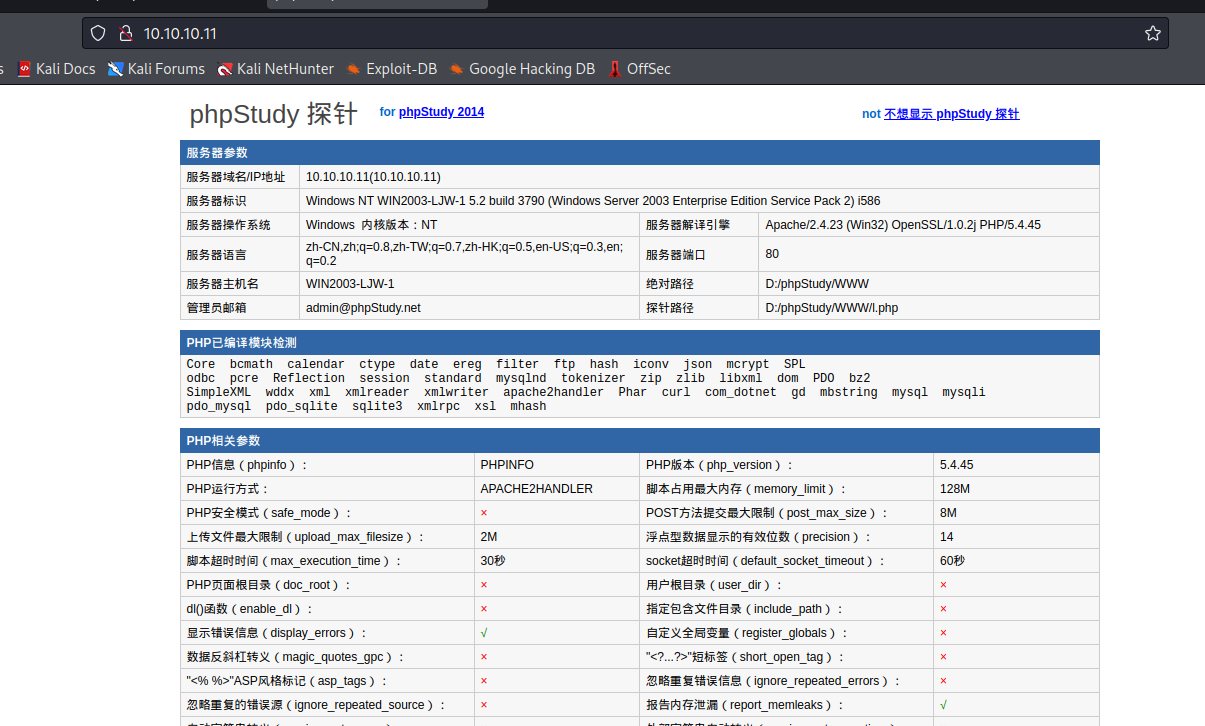 10.10.10.11
s Kali Docs Kali Forums Kali NetHunter Exploit-DB Google Hacking DB OffSec
phpStudy 探针 for phpStudy 2014 not 不想显示 phpStudy 探针
服务器参数
服务器域名/IP地址 10.10.10.11(10.10.10.11)
服务器标识 Windows NT WIN2003-LJW-1 5.2 build 3790 (Windows Server 2003 Enterprise Edition Service Pack 2) i586
服务器操作系统 Windows 内核版本：NT 服务器解译引擎 Apache/2.4.23 (Win32) OpenSSL/1.0.2j PHP/5.4.45
服务器语言 zh-CN,zh;q=0.8,zh-TW;q=0.7,zh-HK;q=0.5,en-US;q=0.3,en;
q=0.2 服务器端口 80
服务器主机名 WIN2003-LJW-1 绝对路径 D:/phpStudy/WWW
管理员邮箱 admin@phpStudy.net 探针路径 D:/phpStudy/WWW/l.php
PHP已编译模块检测
Core bcmath calendar ctype date ereg filter ftp hash iconv json mcrypt SPL
odbc pcre Reflection session standard mysqlnd tokenizer zip zlib libxml dom PDO bz2
SimpleXML wddx xml xmlreader xmlwriter apache2handler Phar curl com_dotnet gd mbstring mysql mysqli
pdo_mysql pdo_sqlite sqlite3 xmlrpc xsl mhash
PHP相关参数
PHP信息（phpinfo）： PHPINFO PHP版本（php_version）： 5.4.45
PHP运行方式： APACHE2HANDLER 脚本占用最大内存（memory_limit）： 128M
PHP安全模式（safe_mode）： × POST方法提交最大限制（post_max_size）： 8M
上传文件最大限制（upload_max_filesize）： 2M 浮点型数据显示的有效位数（precision）： 14
脚本超时时间（max_execution_time）： 30秒 socket超时时间（default_socket_timeout）： 60秒
PHP页面根目录（doc_root）： × 用户根目录（user_dir）： ×
dl()函数（enable_dl）： × 指定包含文件目录（include_path）： ×
显示错误信息（display_errors）： √ 自定义全局变量（register_globals）： ×
数据反斜杠转义（magic_quotes_gpc）： × "<?...?>"短标签（short_open_tag）： ×
"<% %>"ASP风格标记（asp_tags）： × 忽略重复错误信息（ignore_repeated_errors）： ×
忽略重复的错误源（ignore_repeated_source）： × 报告内存泄漏（report_memleaks）： √